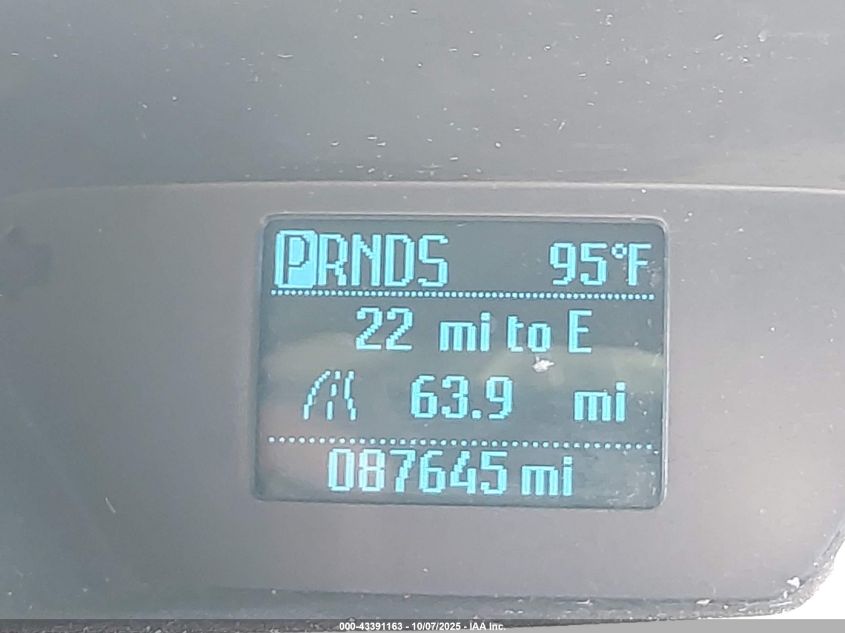 PRNDS 95°F
22 mi to E
63.9 mi
087645 mi
000-43391163 - 10/07/2025 - IAA Inc.